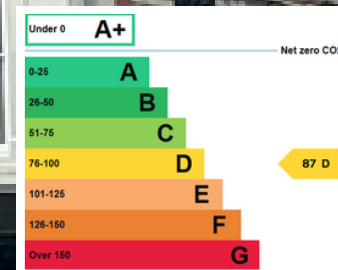 Under 0 A+
Net zero CO2
0-25 A
26-50 B
51-75 C
76-100 D 87 D
101-125 E
126-150 F
Over 150 G